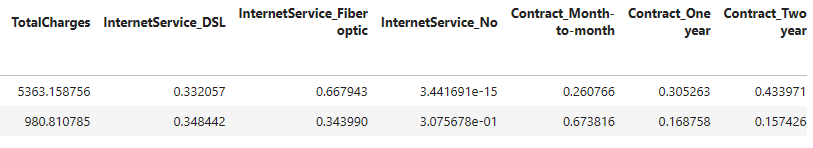 TotalCharges InternetService_DSL InternetService_Fiber optic InternetService_No Contract_Month-to-month Contract_One year Contract_Two year
5363.158756 0.332057 0.667943 3.441691e-15 0.260766 0.305263 0.433971
980.810785 0.348442 0.343990 3.075678e-01 0.673816 0.168758 0.157426